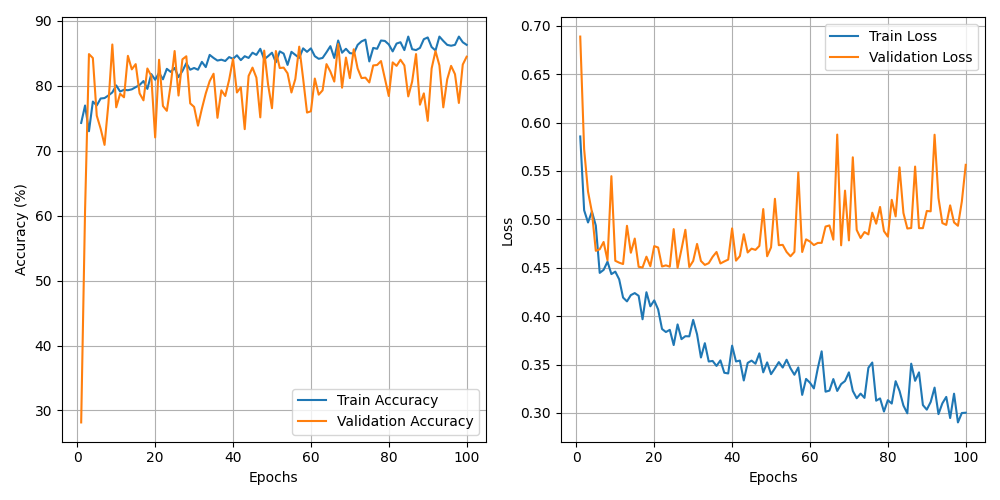 90
80
70
60
50
40
30
Accuracy (%)
0 20 40 60 80 100
Epochs
Train Accuracy
Validation Accuracy
0.70
0.65
0.60
0.55
0.50
0.45
0.40
0.35
0.30
Loss
0 20 40 60 80 100
Epochs
Train Loss
Validation Loss